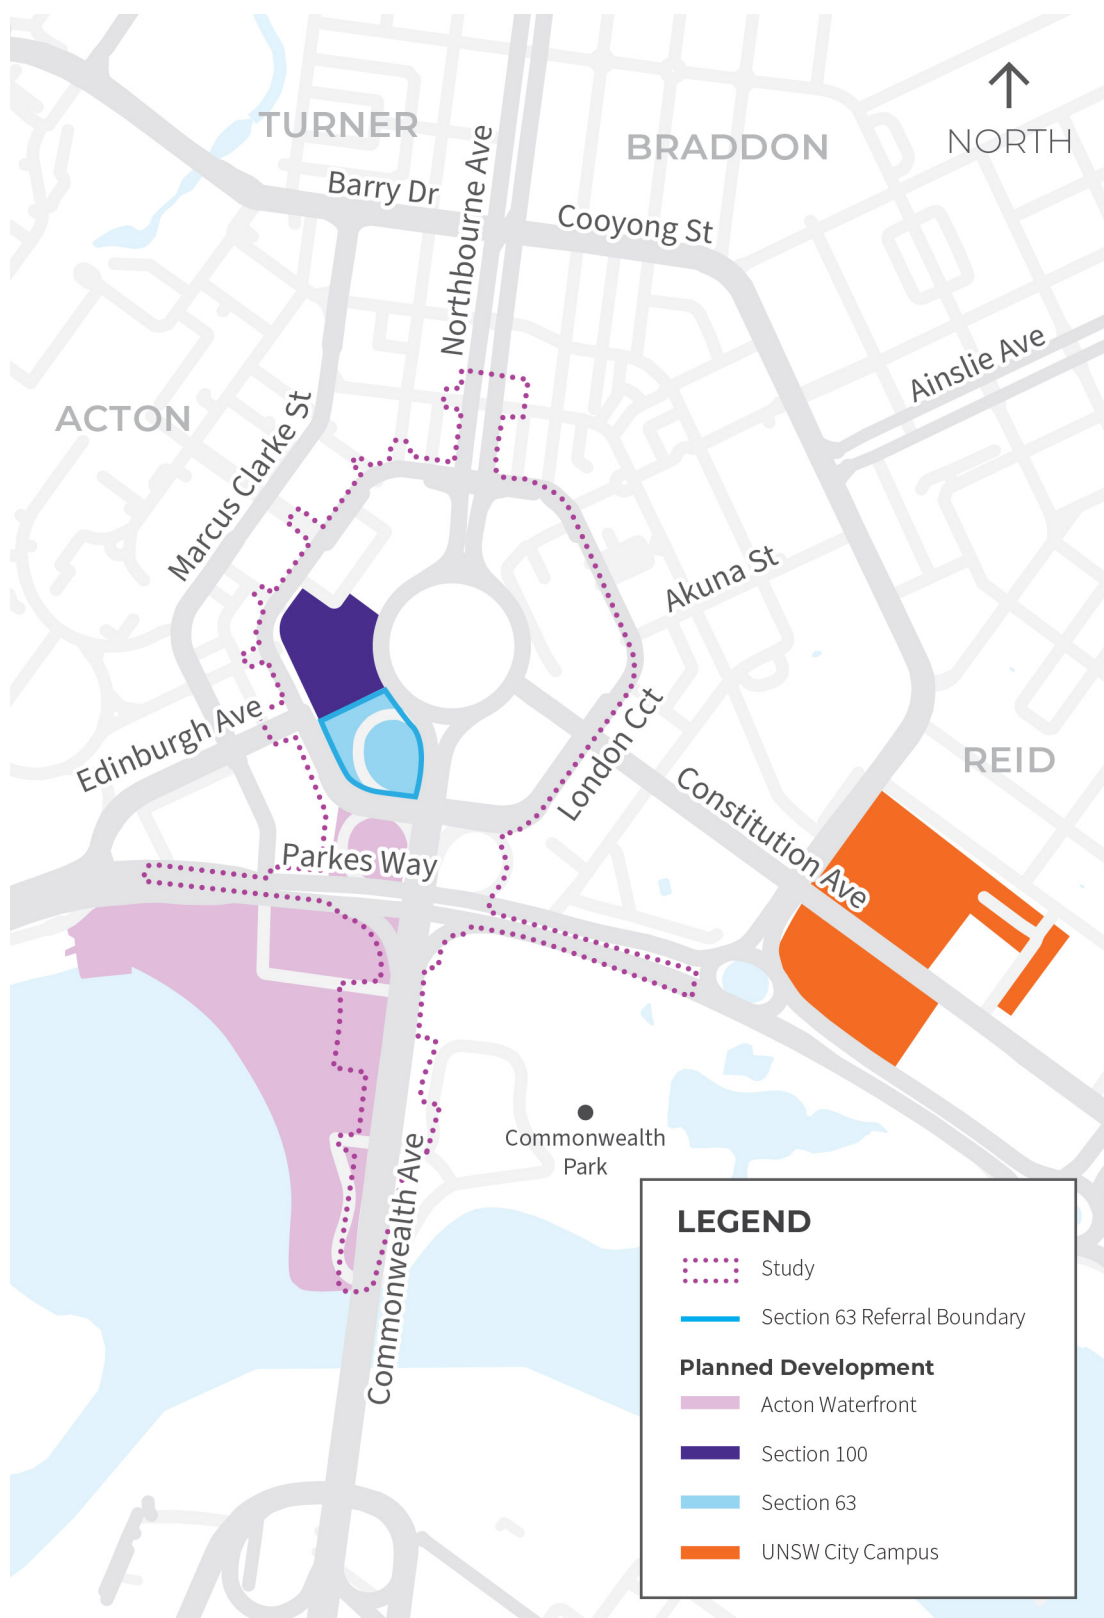 TURNER
BRADDON
NORTH
Barry Dr
Northbourne Ave
Cooyong St
Ainslie Ave
ACTON
Marcus Clarke St
Akuna St
Edinburgh Ave
London Cct
REID
Constitution Ave
Parkes Way
Commonwealth
Park
Commonwealth Ave
LEGEND
Study
Section 63 Referral Boundary
Planned Development
Acton Waterfront
Section 100
Section 63
UNSW City Campus